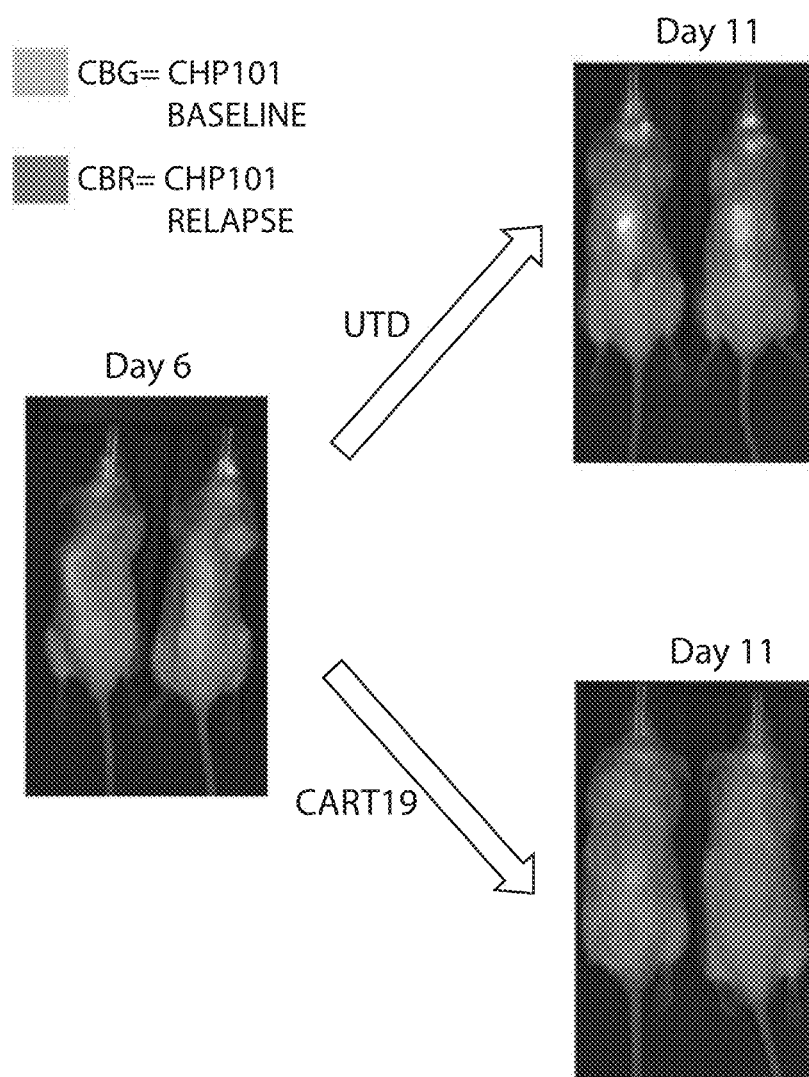 CBG= CHP101
BASELINE
CBR= CHP101
RELAPSE
Day 11
UTD
Day 6
Day 11
CART19